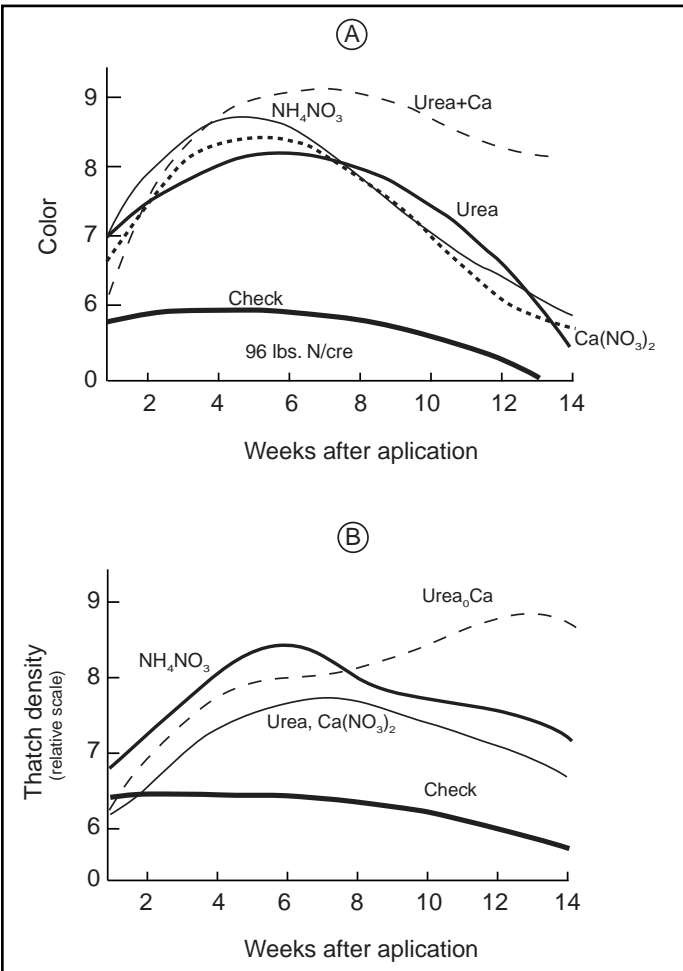 A
9
8
7
6
0
Color
NH₄NO₃
Urea+Ca
Urea
Check
96 lbs. N/cre
Ca(NO₃)₂
2 4 6 8 10 12 14
Weeks after aplication
B
9
8
7
6
0
Thatch density
(relative scale)
NH₄NO₃
Urea₀Ca
Urea, Ca(NO₃)₂
Check
2 4 6 8 10 12 14
Weeks after aplication